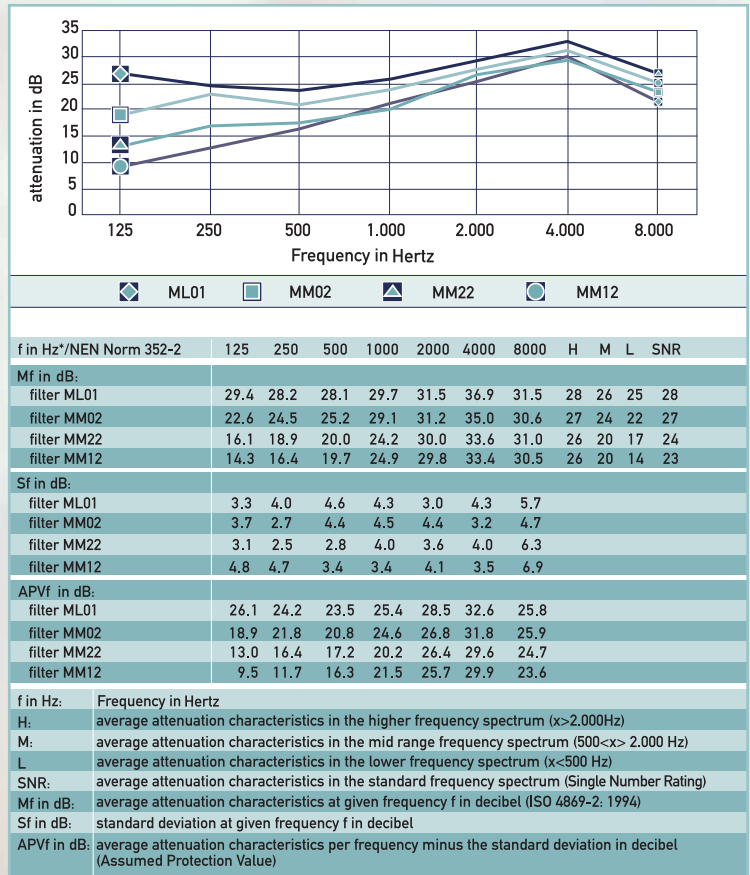 attenuation in dB
35
30
25
20
15
10
5
0
125 250 500 1.000 2.000 4.000 8.000
Frequency in Hertz
ML01 MM02 MM22 MM12
f in Hz*/NEN Norm 352-2 125 250 500 1000 2000 4000 8000 H M L SNR
Mf in dB:
filter ML01 29.4 28.2 28.1 29.7 31.5 36.9 31.5 28 26 25 28
filter MM02 22.6 24.5 25.2 29.1 31.2 35.0 30.6 27 24 22 27
filter MM22 16.1 18.9 20.0 24.2 30.0 33.6 31.0 26 20 17 24
filter MM12 14.3 16.4 19.7 24.9 29.8 33.4 30.5 26 20 14 23
Sf in dB:
filter ML01 3.3 4.0 4.6 4.3 3.0 4.3 5.7
filter MM02 3.7 2.7 4.4 4.5 4.4 3.2 4.7
filter MM22 3.1 2.5 2.8 4.0 3.6 4.0 6.3
filter MM12 4.8 4.7 3.4 3.4 4.1 3.5 6.9
APVf in dB:
filter ML01 26.1 24.2 23.5 25.4 28.5 32.6 25.8
filter MM02 18.9 21.8 20.8 24.6 26.8 31.8 25.9
filter MM22 13.0 16.4 17.2 20.2 26.4 29.6 24.7
filter MM12 9.5 11.7 16.3 21.5 25.7 29.9 23.6
f in Hz: Frequency in Hertz
H: average attenuation characteristics in the higher frequency spectrum (x>2.000Hz)
M: average attenuation characteristics in the mid range frequency spectrum (500<x> 2.000 Hz)
L average attenuation characteristics in the lower frequency spectrum (x<500 Hz)
SNR: average attenuation characteristics in the standard frequency spectrum (Single Number Rating)
Mf in dB: average attenuation characteristics at given frequency f in decibel (ISO 4869-2: 1994)
Sf in dB: standard deviation at given frequency f in decibel
APVf in dB: average attenuation characteristics per frequency minus the standard deviation in decibel
(Assumed Protection Value)